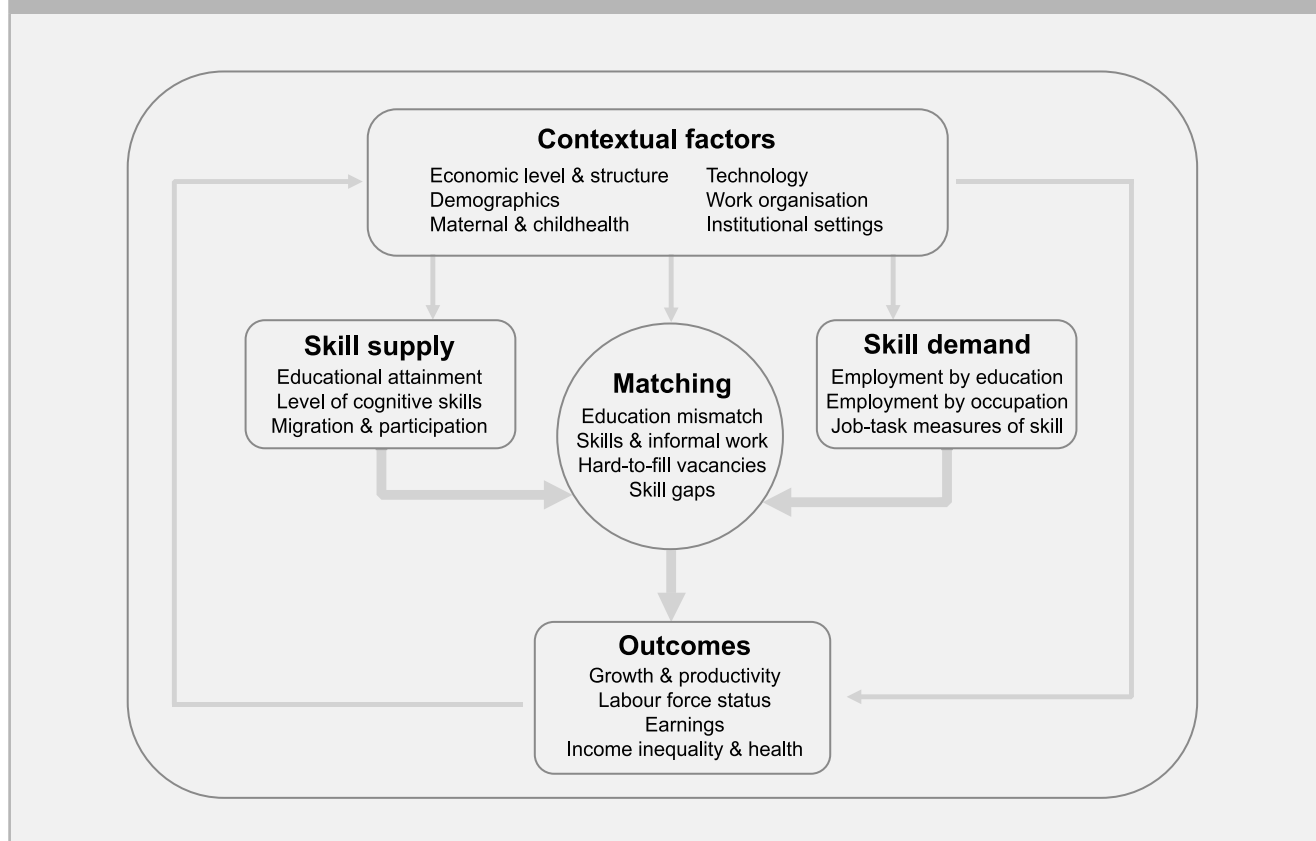 Contextual factors
Economic level & structure
Demographics
Maternal & childhealth
Technology
Work organisation
Institutional settings
Skill supply
Educational attainment
Level of cognitive skills
Migration & participation
Matching
Education mismatch
Skills & informal work
Hard-to-fill vacancies
Skill gaps
Skill demand
Employment by education
Employment by occupation
Job-task measures of skill
Outcomes
Growth & productivity
Labour force status
Earnings
Income inequality & health